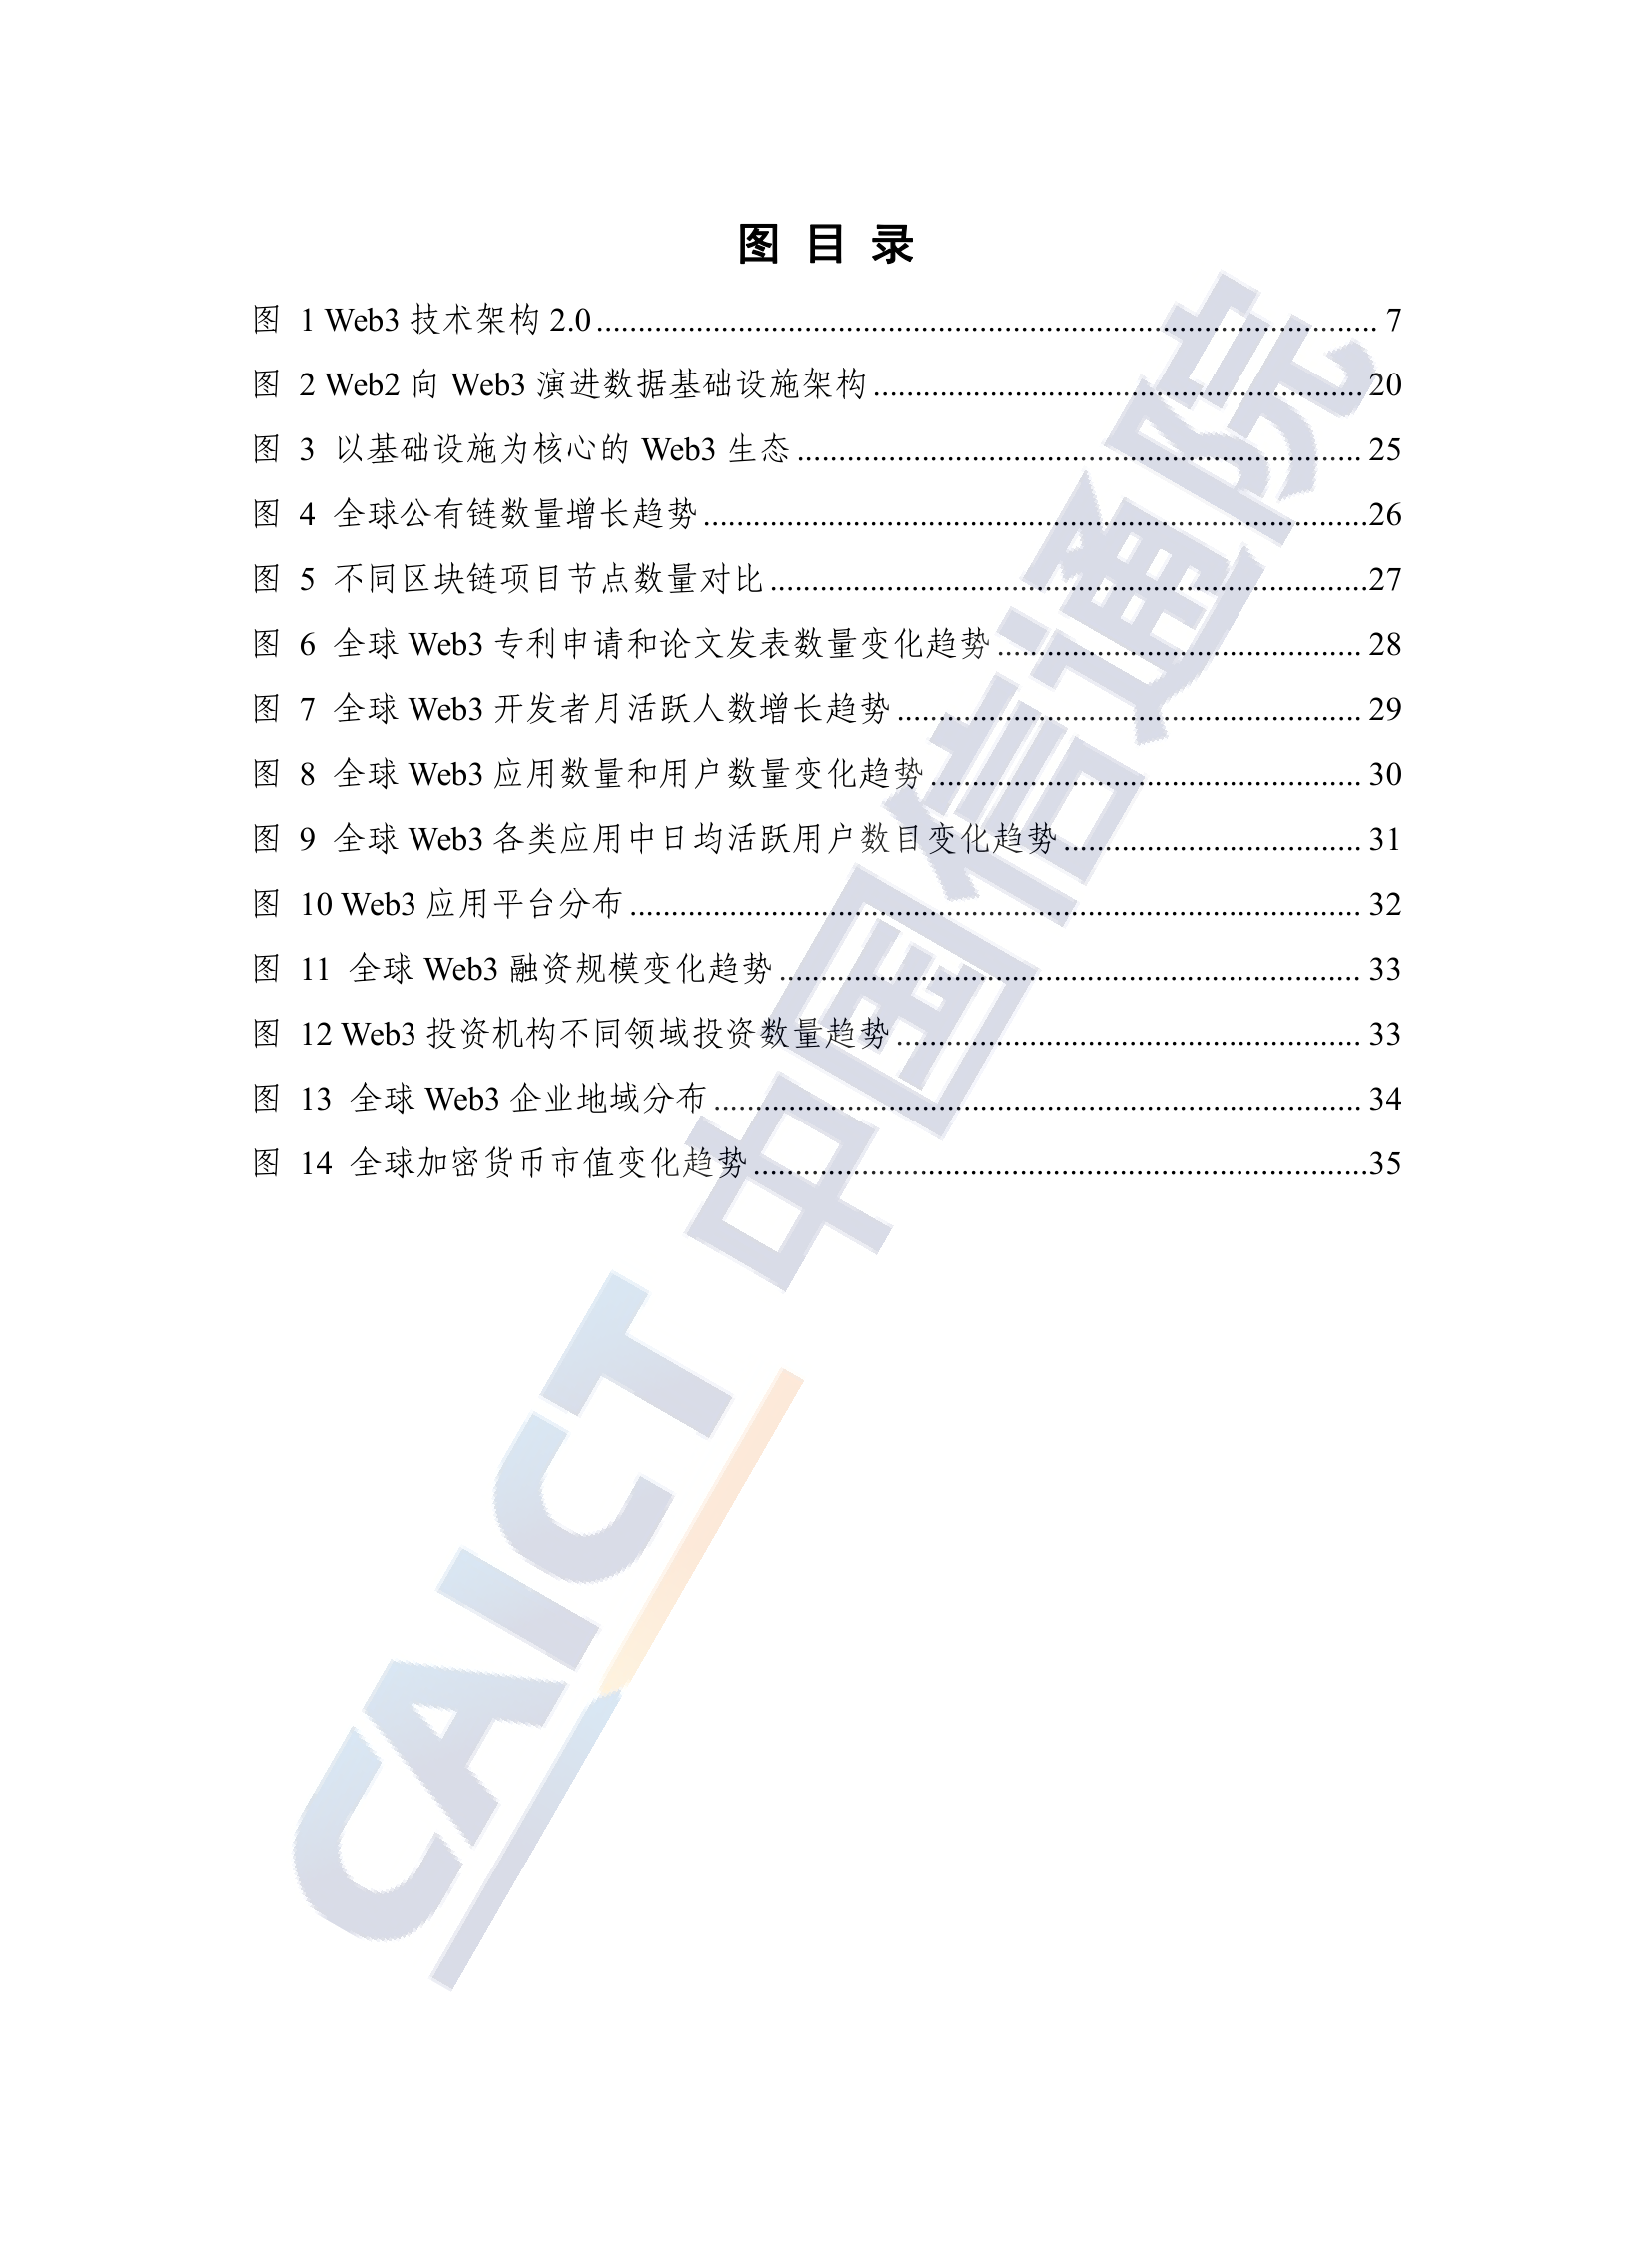 图 目 录
图 1 Web3 技术架构 2.0 ........ 7
图 2 Web2 向 Web3 演进数据基础设施架构 ........ 20
图 3 以基础设施为核心的 Web3 生态 ........ 25
图 4 全球公有链数量增长趋势 ........ 26
图 5 不同区块链项目节点数量对比 ........ 27
图 6 全球 Web3 专利申请和论文发表数量变化趋势 ........ 28
图 7 全球 Web3 开发者月活跃人数增长趋势 ........ 29
图 8 全球 Web3 应用数量和用户数量变化趋势 ........ 30
图 9 全球 Web3 各类应用中日均活跃用户数目变化趋势 ........ 31
图 10 Web3 应用平台分布 ........ 32
图 11 全球 Web3 融资规模变化趋势 ........ 33
图 12 Web3 投资机构不同领域投资数量趋势 ........ 33
图 13 全球 Web3 企业地域分布 ........ 34
图 14 全球加密货币市值变化趋势 ........ 35
CAICT 中国信通院